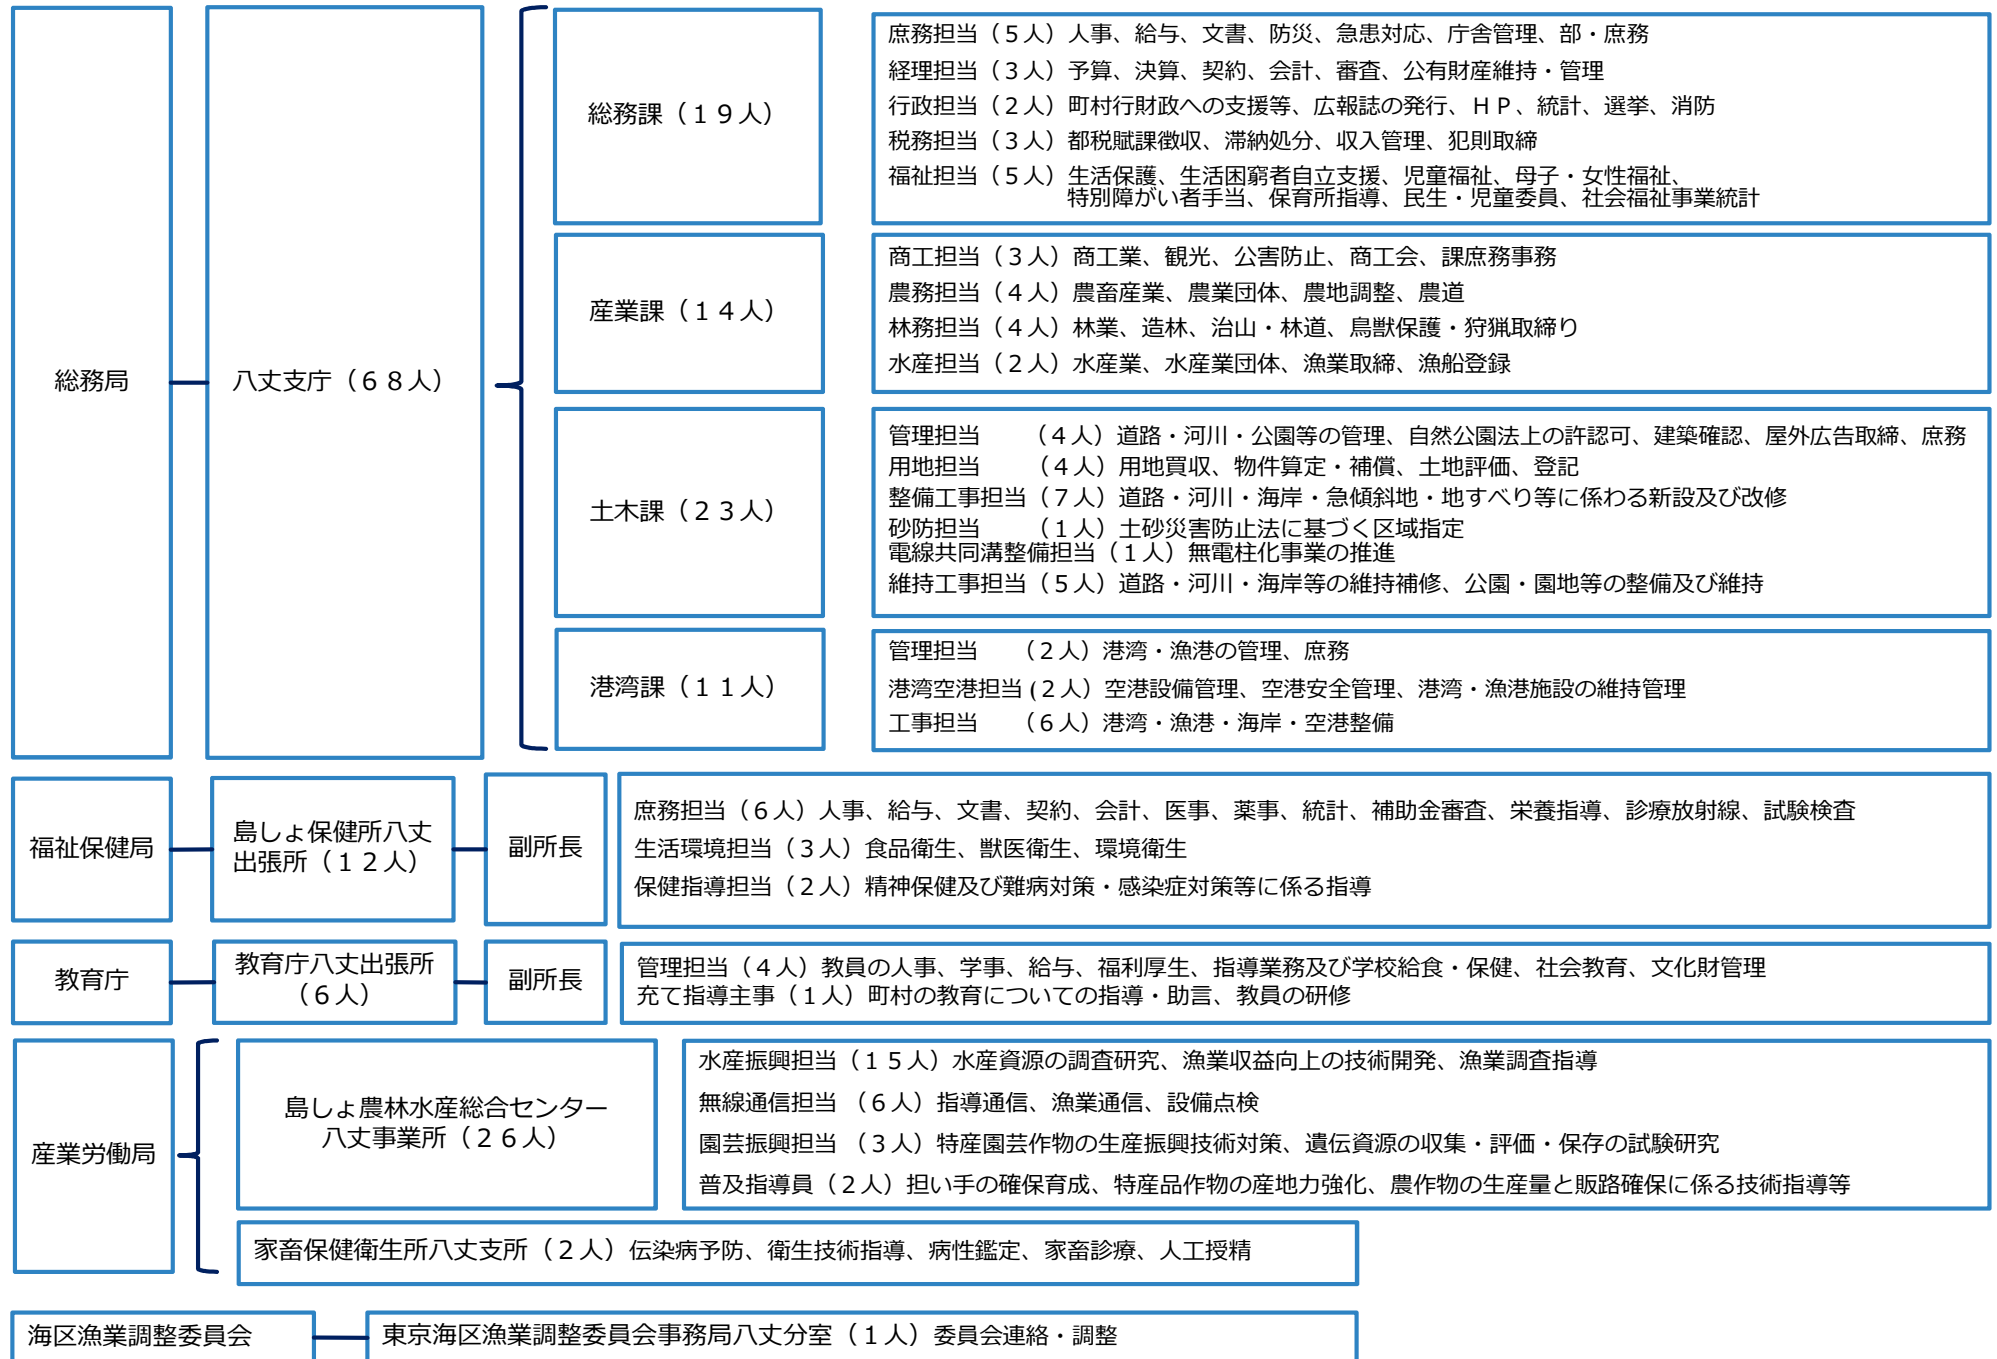 総務局
八丈支庁（６８人）
総務課（１９人）
庶務担当（５人）人事、給与、文書、防災、急患対応、庁舎管理、部・庶務
経理担当（３人）予算、決算、契約、会計、審査、公有財産維持・管理
行政担当（２人）町村行財政への支援等、広報誌の発行、ＨＰ、統計、選挙、消防
税務担当（３人）都税賦課徴収、滞納処分、収入管理、犯則取締
福祉担当（５人）生活保護、生活困窮者自立支援、児童福祉、母子・女性福祉、
特別障がい者手当、保育所指導、民生・児童委員、社会福祉事業統計
産業課（１４人）
商工担当（３人）商工業、観光、公害防止、商工会、課庶務事務
農務担当（４人）農畜産業、農業団体、農地調整、農道
林務担当（４人）林業、造林、治山・林道、鳥獣保護・狩猟取締り
水産担当（２人）水産業、水産業団体、漁業取締、漁船登録
土木課（２３人）
管理担当　　（４人）道路・河川・公園等の管理、自然公園法上の許認可、建築確認、屋外広告取締、庶務
用地担当　　（４人）用地買収、物件算定・補償、土地評価、登記
整備工事担当（７人）道路・河川・海岸・急傾斜地・地すべり等に係わる新設及び改修
砂防担当　　（１人）土砂災害防止法に基づく区域指定
電線共同溝整備担当（１人）無電柱化事業の推進
維持工事担当（５人）道路・河川・海岸等の維持補修、公園・園地等の整備及び維持
港湾課（１１人）
管理担当　　（２人）港湾・漁港の管理、庶務
港湾空港担当(２人）空港設備管理、空港安全管理、港湾・漁港施設の維持管理
工事担当　　（６人）港湾・漁港・海岸・空港整備
福祉保健局
島しょ保健所八丈
出張所（１２人）
副所長
庶務担当（６人）人事、給与、文書、契約、会計、医事、薬事、統計、補助金審査、栄養指導、診療放射線、試験検査
生活環境担当（３人）食品衛生、獣医衛生、環境衛生
保健指導担当（２人）精神保健及び難病対策・感染症対策等に係る指導
教育庁
教育庁八丈出張所
（６人）
副所長
管理担当（４人）教員の人事、学事、給与、福利厚生、指導業務及び学校給食・保健、社会教育、文化財管理
充て指導主事（１人）町村の教育についての指導・助言、教員の研修
産業労働局
島しょ農林水産総合センター
八丈事業所（２６人）
水産振興担当（１５人）水産資源の調査研究、漁業収益向上の技術開発、漁業調査指導
無線通信担当 （６人）指導通信、漁業通信、設備点検
園芸振興担当 （３人）特産園芸作物の生産振興技術対策、遺伝資源の収集・評価・保存の試験研究
普及指導員（２人）担い手の確保育成、特産品作物の産地力強化、農作物の生産量と販路確保に係る技術指導等
家畜保健衛生所八丈支所（２人）伝染病予防、衛生技術指導、病性鑑定、家畜診療、人工授精
海区漁業調整委員会
東京海区漁業調整委員会事務局八丈分室（１人）委員会連絡・調整